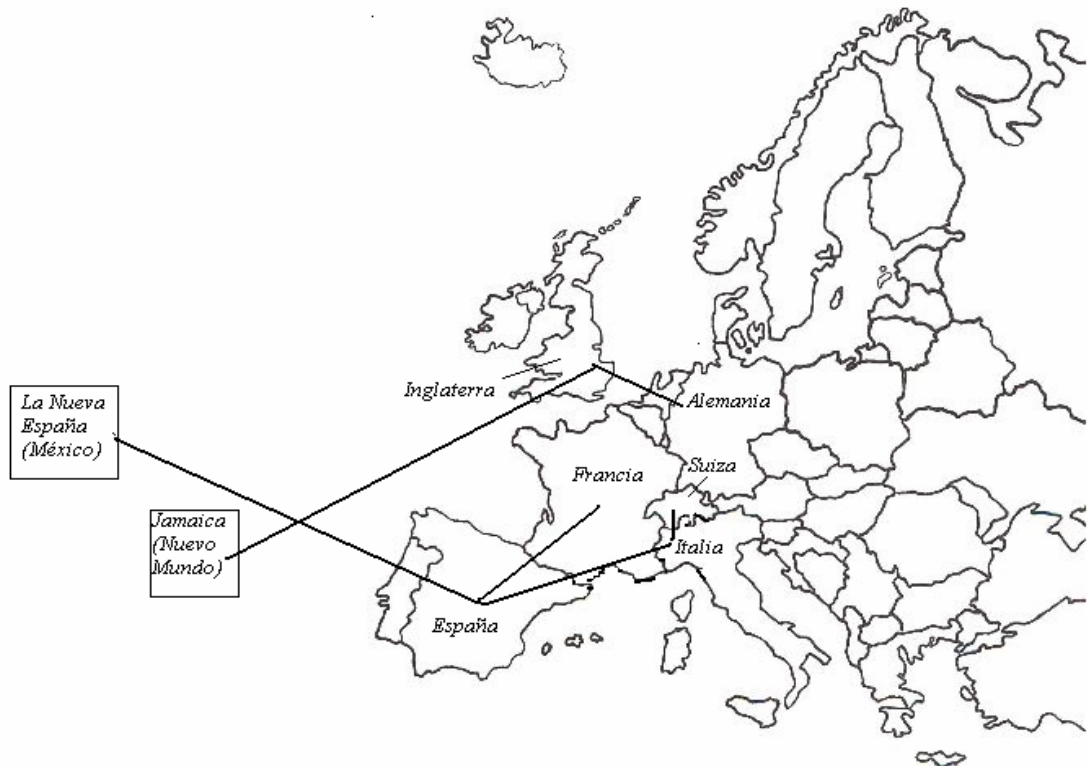 Inglaterra
Alemania
La Nueva
España
(México)
Suiza
Francia
Jamaica
(Nuevo
Mundo)
Italia
España